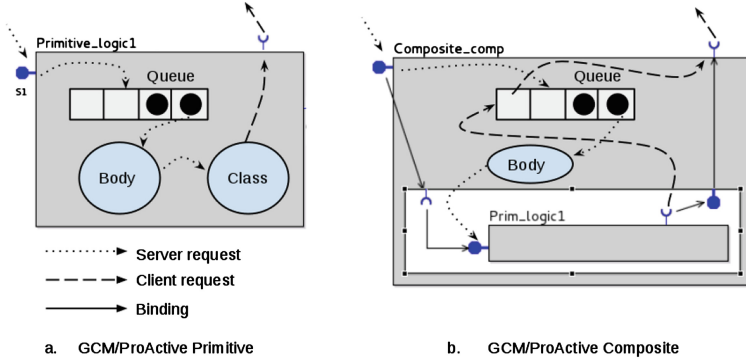 Primitive_logic1
S1
Queue
Body
Class
Server request
Client request
Binding
a. GCM/ProActive Primitive
Composite_comp
Queue
Body
Prim_logic1
b. GCM/ProActive Composite